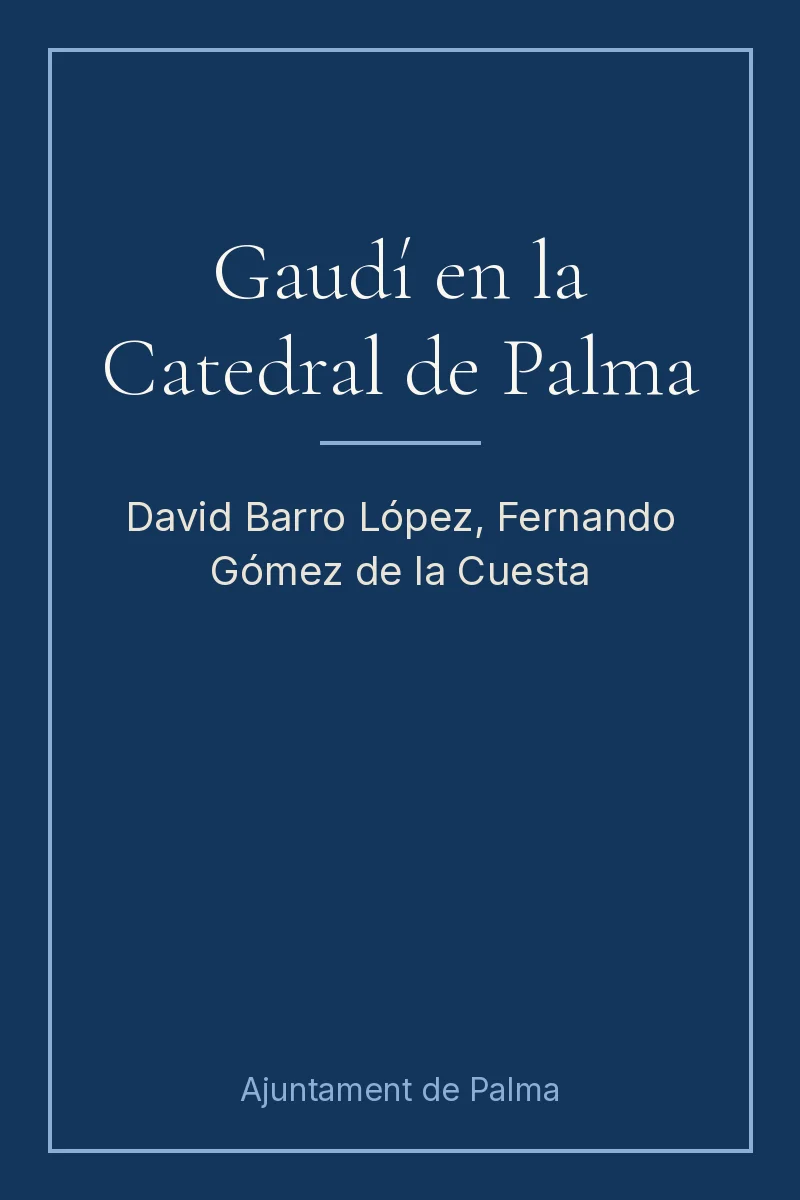 Gaudí en la
Catedral de Palma
David Barro López, Fernando
Gómez de la Cuesta
Ajuntament de Palma